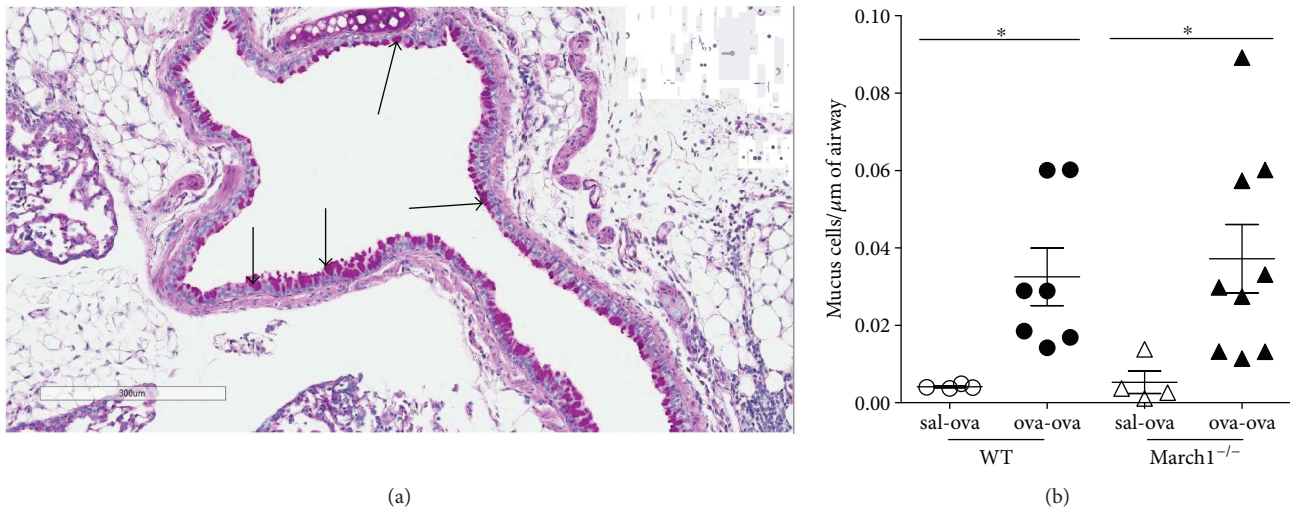 300um
(a)
Mucus cells/µm of airway
0.10
0.08
0.06
0.04
0.02
0.00
*
*
sal-ova ova-ova sal-ova ova-ova
WT March1⁻/⁻
(b)